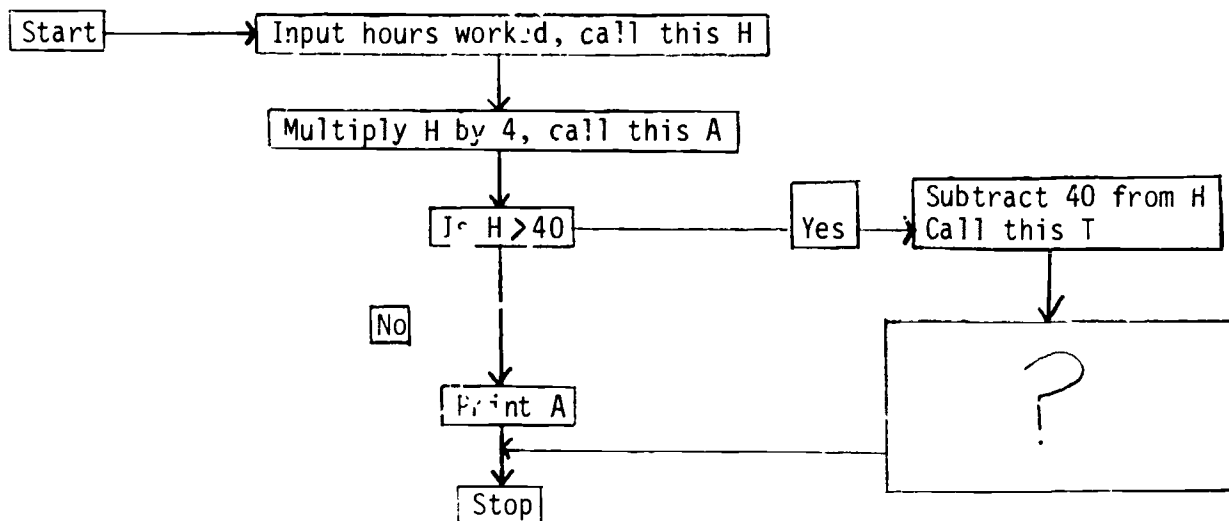 Start
Input hours worked, call this H
Multiply H by 4, call this A
Is H > 40
Yes
Subtract 40 from H
Call this T
No
Print A
?
Stop